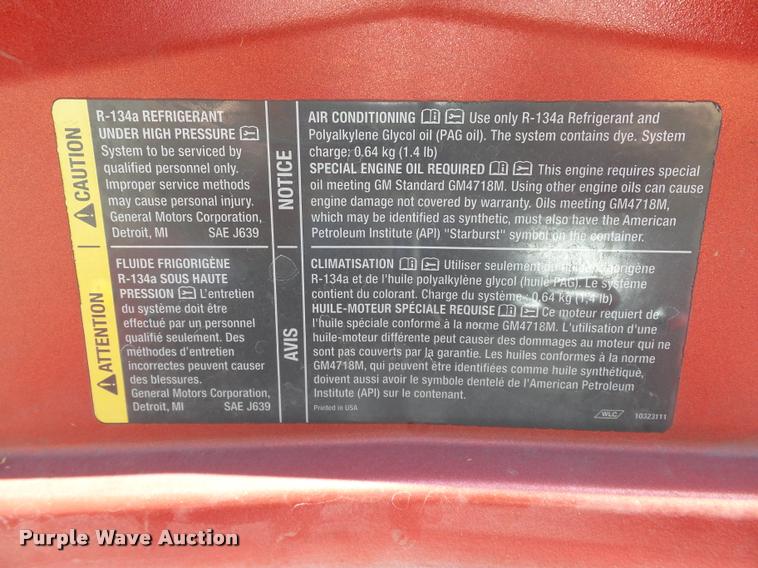 CAUTION
R-134a REFRIGERANT
UNDER HIGH PRESSURE
System to be serviced by
qualified personnel only.
Improper service methods
may cause personal injury.
General Motors Corporation,
Detroit, MI SAE J639
NOTICE
AIR CONDITIONING Use only R-134a Refrigerant and
Polyalkylene Glycol oil (PAG oil). The system contains dye. System
charge: 0.64 kg (1.4 lb)
SPECIAL ENGINE OIL REQUIRED This engine requires special
oil meeting GM Standard GM4718M. Using other engine oils can cause
engine damage not covered by warranty. Oils meeting GM4718M,
which may be identified as synthetic, must also have the American
Petroleum Institute (API) "Starburst" symbol on the container.
ATTENTION
FLUIDE FRIGORIGÈNE
R-134a SOUS HAUTE
PRESSION L'entretien
du système doit être
effectué par un personnel
qualifié seulement. Des
méthodes d'entretien
incorrectes peuvent causer
des blessures.
General Motors Corporation,
Detroit, MI SAE J639
AVIS
CLIMATISATION Utiliser seulement du fluide frigorigène
R-134a et de l'huile polyalkylène glycol (huile PAG). Le système
contient du colorant. Charge du système : 0,64 kg (1,4 lb)
HUILE-MOTEUR SPÉCIALE REQUISE Ce moteur requiert de
l'huile spéciale conforme à la norme GM4718M. L'utilisation d'une
huile-moteur différente peut causer des dommages au moteur qui ne
sont pas couverts par la garantie. Les huiles conformes à la norme
GM4718M, qui peuvent être identifiées comme huile synthétique,
doivent aussi avoir le symbole dentelé de l'American Petroleum
Institute (API) sur le contenant.
Printed in USA WLC 10323111
Purple Wave Auction